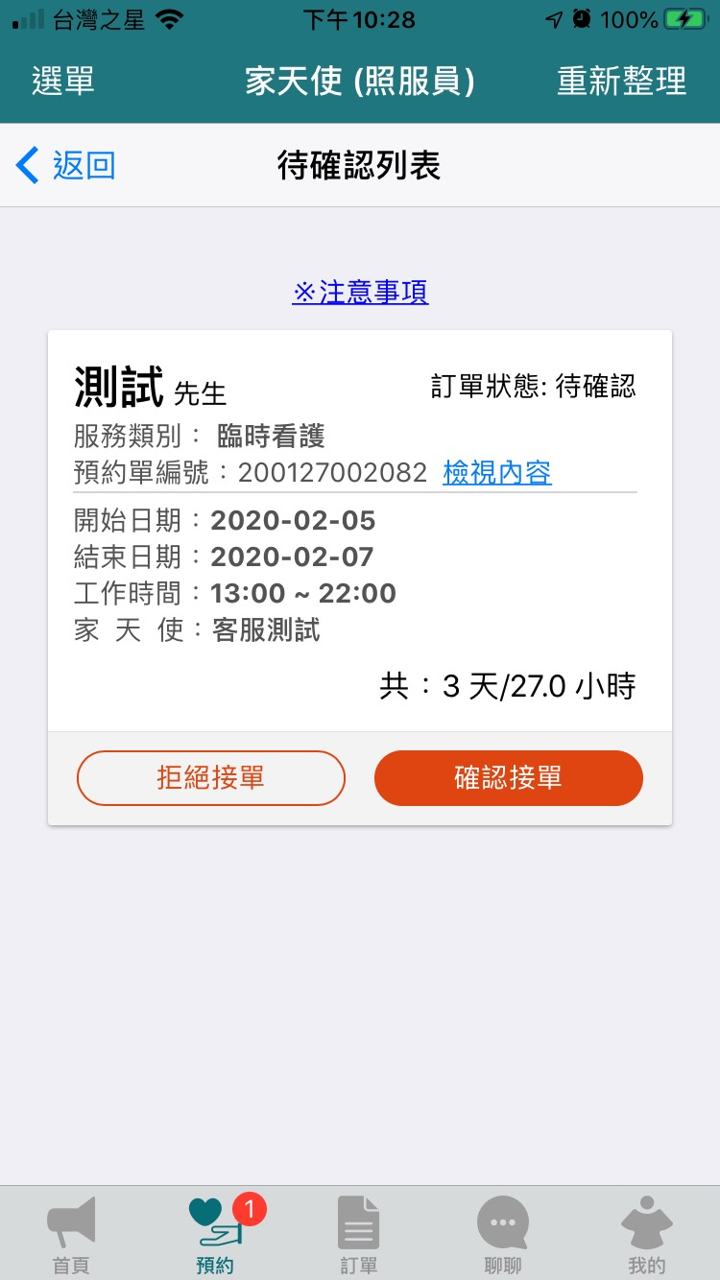 台灣之星 下午10:28 100%
選單 家天使 (照服員) 重新整理
返回 待確認列表
※注意事項
測試 先生 訂單狀態: 待確認
服務類別： 臨時看護
預約單編號：200127002082 檢視內容
開始日期：2020-02-05
結束日期：2020-02-07
工作時間：13:00 ~ 22:00
家 天 使：客服測試
共：3 天/27.0 小時
拒絕接單 確認接單
1
首頁 預約 訂單 聊聊 我的